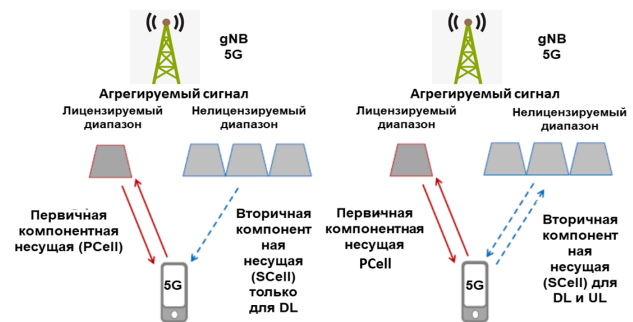 gNB
5G
Агрегируемый сигнал
Лицензируемый
диапазон
Нелицензируемый
диапазон
Первичная
компонентная
несущая (PCell)
Вторичная
компонент
ная
несущая
(SCell)
только
для DL
5G
gNB
5G
Агрегируемый сигнал
Лицензируемый
диапазон
Нелицензируемый
диапазон
Первичная
компонентная
несущая
PCell
Вторичная
компонент
ная
несущая
(SCell) для
DL и UL
5G